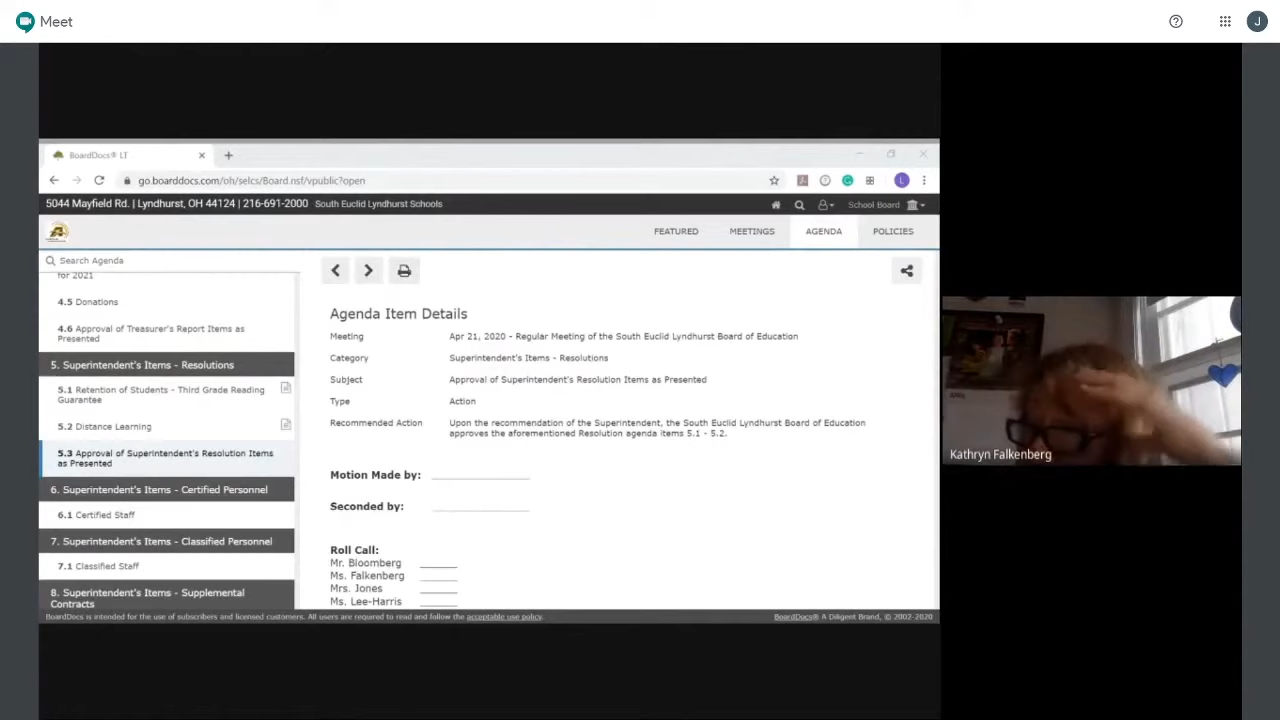 Meet
J
BoardDocs® LT
go.boarddocs.com/oh/selcs/Board.nsf/vpublic?open
L
5044 Mayfield Rd. | Lyndhurst, OH 44124 | 216-691-2000 South Euclid Lyndhurst Schools
School Board
FEATURED MEETINGS AGENDA POLICIES
Search Agenda
for 2021
4.5 Donations
4.6 Approval of Treasurer's Report Items as
Presented
5. Superintendent's Items - Resolutions
5.1 Retention of Students - Third Grade Reading
Guarantee
5.2 Distance Learning
5.3 Approval of Superintendent's Resolution Items
as Presented
6. Superintendent's Items - Certified Personnel
6.1 Certified Staff
7. Superintendent's Items - Classified Personnel
7.1 Classified Staff
8. Superintendent's Items - Supplemental
Contracts
Agenda Item Details
Meeting Apr 21, 2020 - Regular Meeting of the South Euclid Lyndhurst Board of Education
Category Superintendent's Items - Resolutions
Subject Approval of Superintendent's Resolution Items as Presented
Type Action
Recommended Action Upon the recommendation of the Superintendent, the South Euclid Lyndhurst Board of Education
approves the aforementioned Resolution agenda items 5.1 - 5.2.
Motion Made by:
Seconded by:
Roll Call:
Mr. Bloomberg
Ms. Falkenberg
Mrs. Jones
Ms. Lee-Harris
BoardDocs is intended for the use of subscribers and licensed customers. All users are required to read and follow the acceptable use policy.
BoardDocs® A Diligent Brand, © 2002-2020
Kathryn Falkenberg